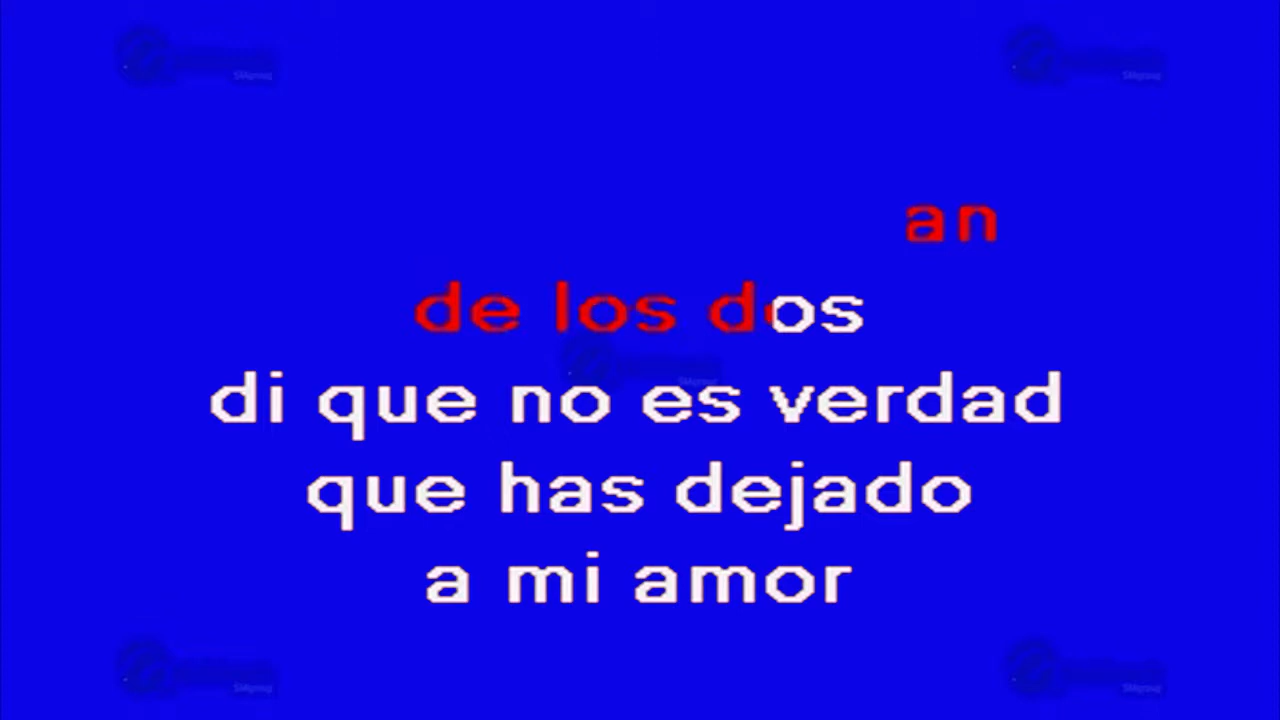 an
de los dos
di que no es verdad
que has dejado
a mi amor